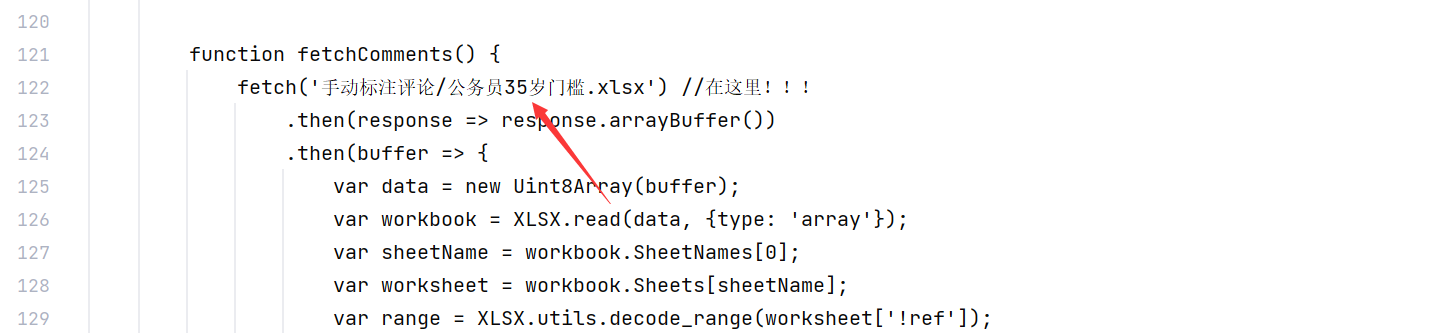 120
121 function fetchComments() {
122 fetch('手动标注评论/公务员35岁门槛.xlsx') //在这里！！！
123 .then(response => response.arrayBuffer())
124 .then(buffer => {
125 var data = new Uint8Array(buffer);
126 var workbook = XLSX.read(data, {type: 'array'});
127 var sheetName = workbook.SheetNames[0];
128 var worksheet = workbook.Sheets[sheetName];
129 var range = XLSX.utils.decode_range(worksheet['!ref']);